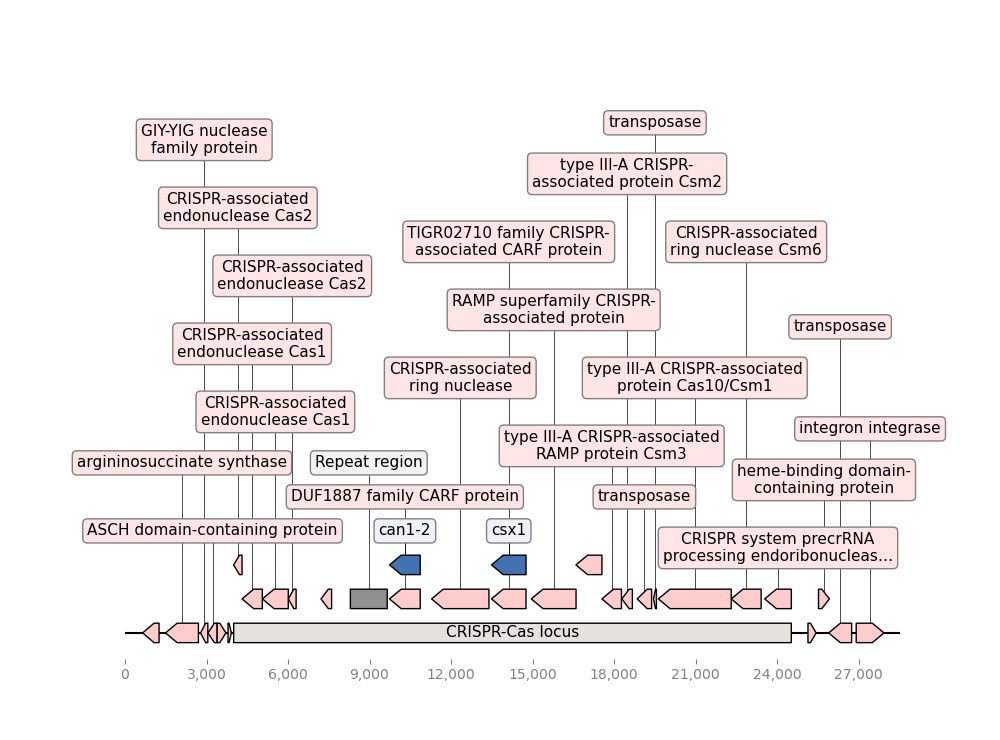 transposase
GIY-YIG nuclease
family protein
type III-A CRISPR-
associated protein Csm2
CRISPR-associated
endonuclease Cas2
TIGR02710 family CRISPR-
associated CARF protein
CRISPR-associated
ring nuclease Csm6
CRISPR-associated
endonuclease Cas2
RAMP superfamily CRISPR-
associated protein
transposase
CRISPR-associated
endonuclease Cas1
CRISPR-associated
ring nuclease
type III-A CRISPR-associated
protein Cas10/Csm1
CRISPR-associated
endonuclease Cas1
integron integrase
type III-A CRISPR-associated
RAMP protein Csm3
argininosuccinate synthase
Repeat region
heme-binding domain-
containing protein
DUF1887 family CARF protein
transposase
ASCH domain-containing protein
can1-2
csx1
CRISPR system precrRNA
processing endoribonucleas...
CRISPR-Cas locus
0
3,000
6,000
9,000
12,000
15,000
18,000
21,000
24,000
27,000